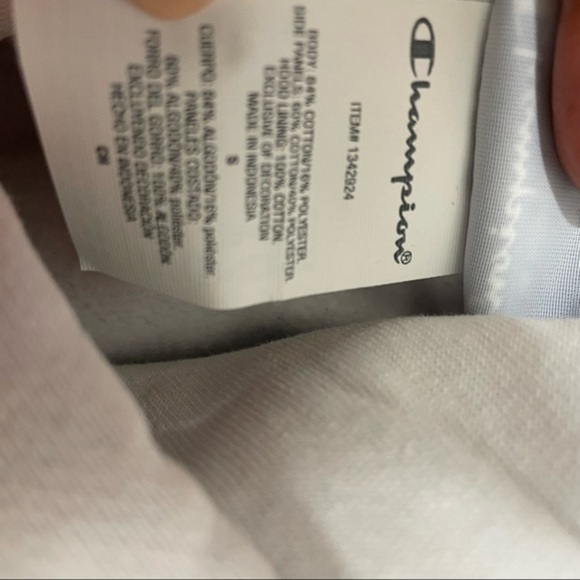 Champion®
ITEM# 1342924
BODY: 84% COTTON/16% POLYESTER
SIDE PANELS: 60% COTTON/40% POLYESTER
HOOD LINING: 100% COTTON
EXCLUSIVE OF DECORATION
MADE IN INDONESIA
S
CUERPO: 84% ALGODÓN/16% poliéster
PANELES COSTADO:
60% ALGODÓN/40% poliéster
FORRO DEL GORRO: 100% ALGODÓN
EXCLUYENDO DECORACIÓN
HECHO EN INDONESIA